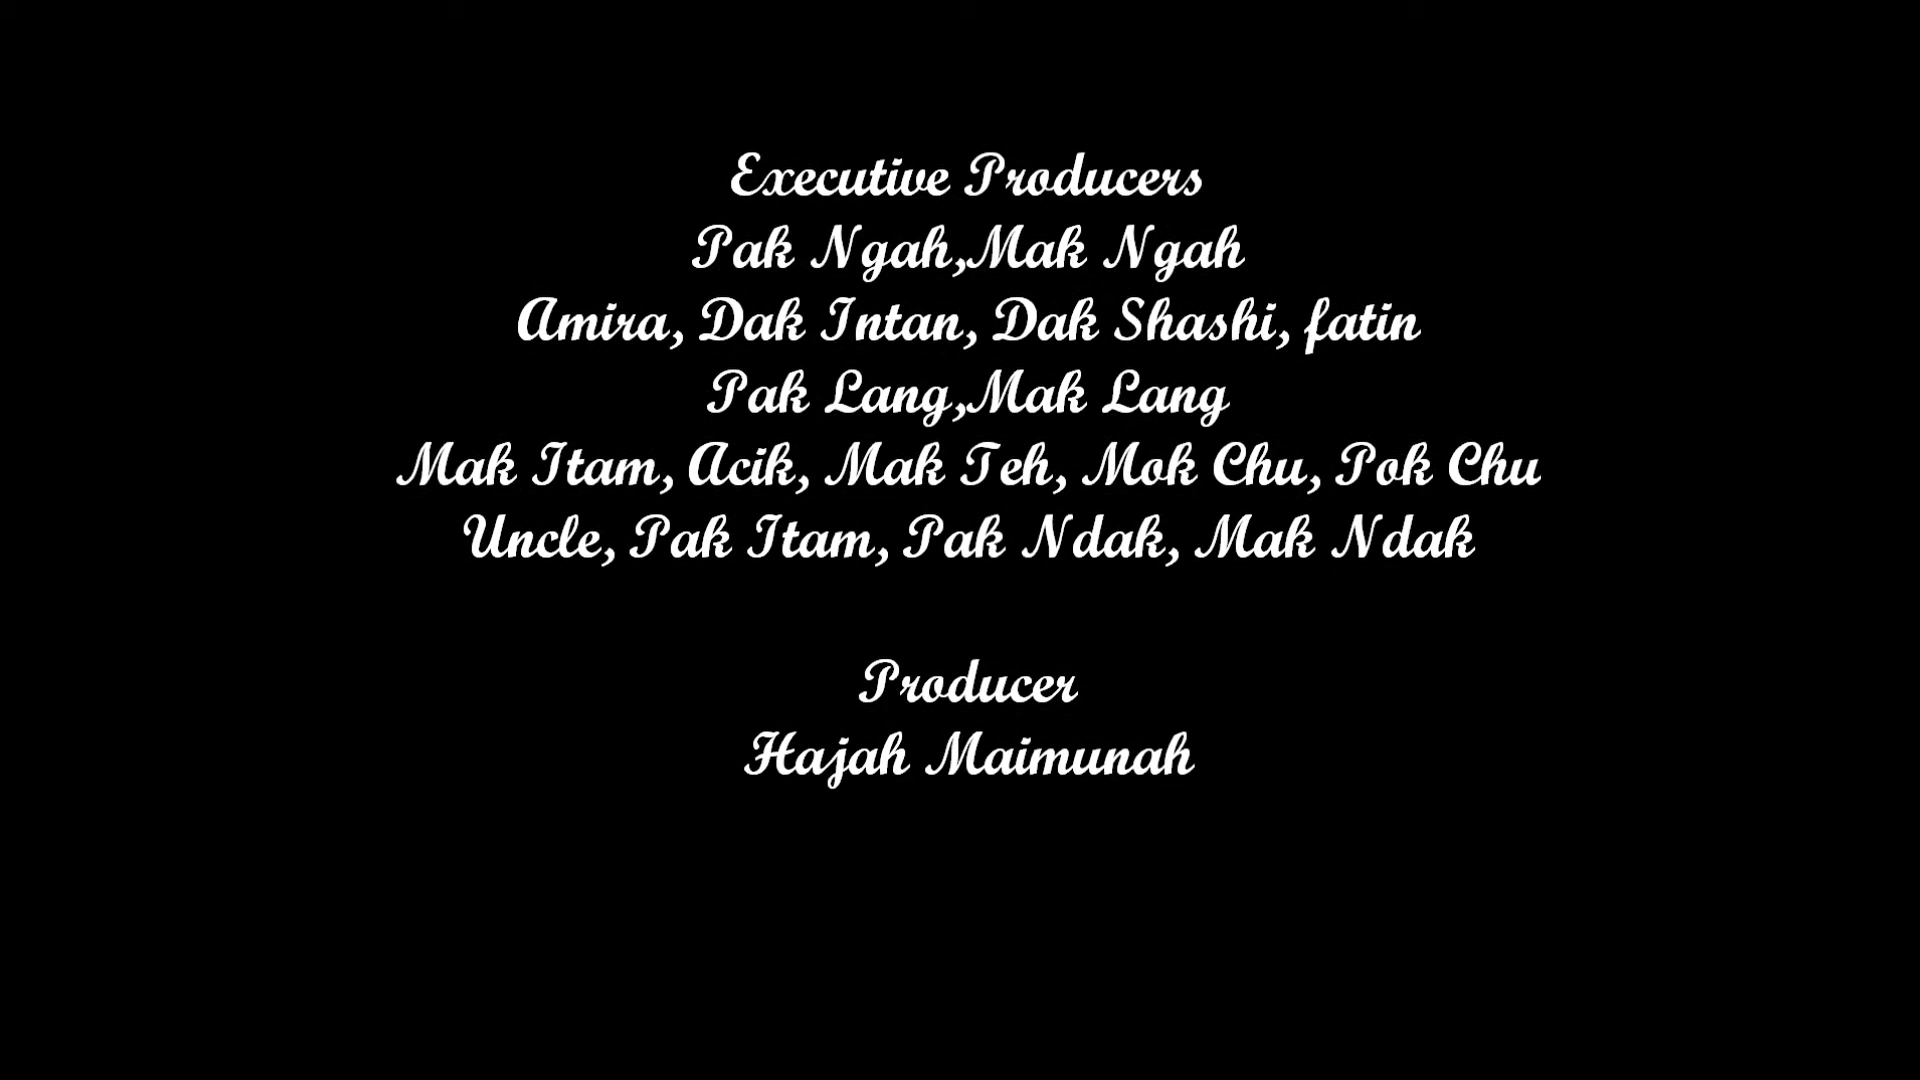 Executive Producers
Pak Ngah,Mak Ngah
Amira, Dak Intan, Dak Shashi, fatin
Pak Lang,Mak Lang
Mak Itam, Acik, Mak Teh, Mok Chu, Pok Chu
Uncle, Pak Itam, Pak Ndak, Mak Ndak
Producer
Hajah Maimunah